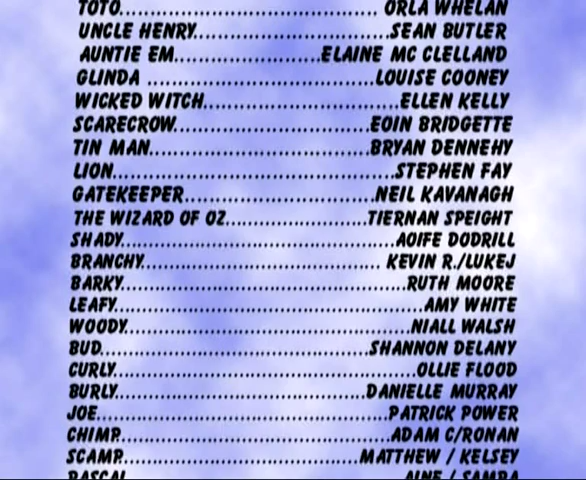 TOTO..............................................ORLA WHELAN
UNCLE HENRY...................................SEAN BUTLER
AUNTIE EM..........................ELAINE MC CLELLAND
GLINDA .........................................LOUISE COONEY
WICKED WITCH...................................ELLEN KELLY
SCARECROW..................................EOIN BRIDGETTE
TIN MAN.......................................BRYAN DENNEHY
LION..................................................STEPHEN FAY
GATEKEEPER..................................NEIL KAVANAGH
THE WIZARD OF OZ.........................TIERNAN SPEIGHT
SHADY................................................AOIFE DODRILL
BRANCHY.......................................... KEVIN R./LUKEJ
BARKY.................................................RUTH MOORE
LEAFY.....................................................AMY WHITE
WOODY..................................................NIALL WALSH
BUD...............................................SHANNON DELANY
CURLY....................................................OLLIE FLOOD
BURLY............................................DANIELLE MURRAY
JOE...................................................PATRICK POWER
CHIMP................................................ADAM C/RONAN
SCAMP............................................MATTHEW / KELSEY
RASCAL..................................................AINE / SAMRA